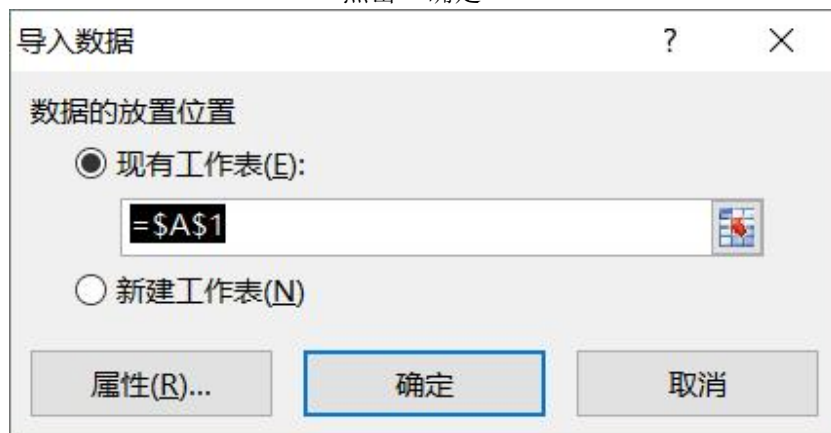 导入数据
数据的放置位置
现有工作表(E):
=$A$1
新建工作表(N)
属性(R)...
确定
取消